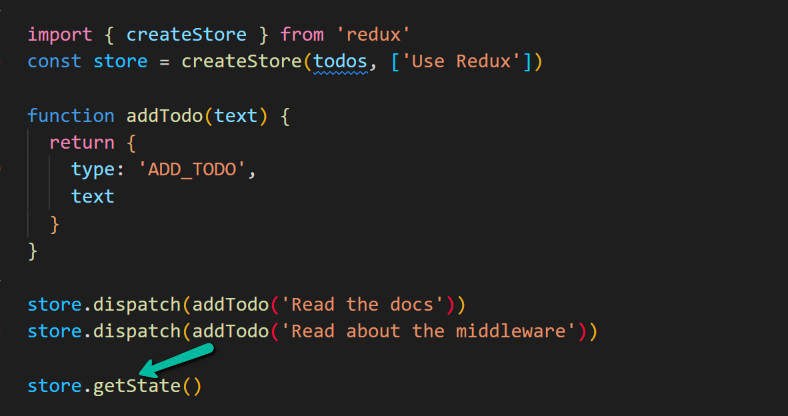 import { createStore } from 'redux'
const store = createStore(todos, ['Use Redux'])
function addTodo(text) {
return {
type: 'ADD_TODO',
text
}
}
store.dispatch(addTodo('Read the docs'))
store.dispatch(addTodo('Read about the middleware'))
store.getState()